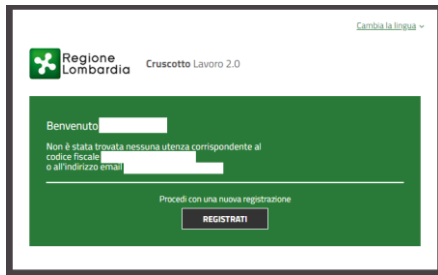 Cambia la lingua
Regione
Lombardia
Cruscotto Lavoro 2.0
Benvenuto
Non è stata trovata nessuna utenza corrispondente al
codice fiscale
o all'indirizzo email
Procedi con una nuova registrazione
REGISTRATI